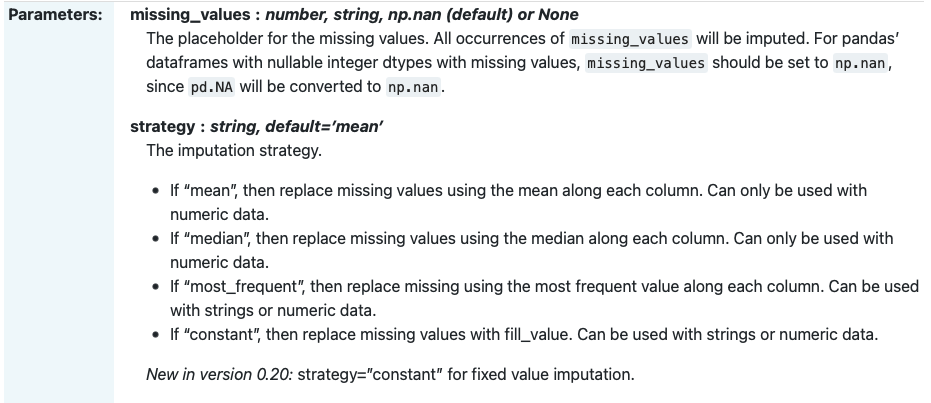 Parameters: missing_values : number, string, np.nan (default) or None
The placeholder for the missing values. All occurrences of missing_values will be imputed. For pandas’
dataframes with nullable integer dtypes with missing values, missing_values should be set to np.nan,
since pd.NA will be converted to np.nan.
strategy : string, default=’mean’
The imputation strategy.
• If “mean”, then replace missing values using the mean along each column. Can only be used with
numeric data.
• If “median”, then replace missing values using the median along each column. Can only be used with
numeric data.
• If “most_frequent”, then replace missing using the most frequent value along each column. Can be used
with strings or numeric data.
• If “constant”, then replace missing values with fill_value. Can be used with strings or numeric data.
New in version 0.20: strategy=”constant” for fixed value imputation.